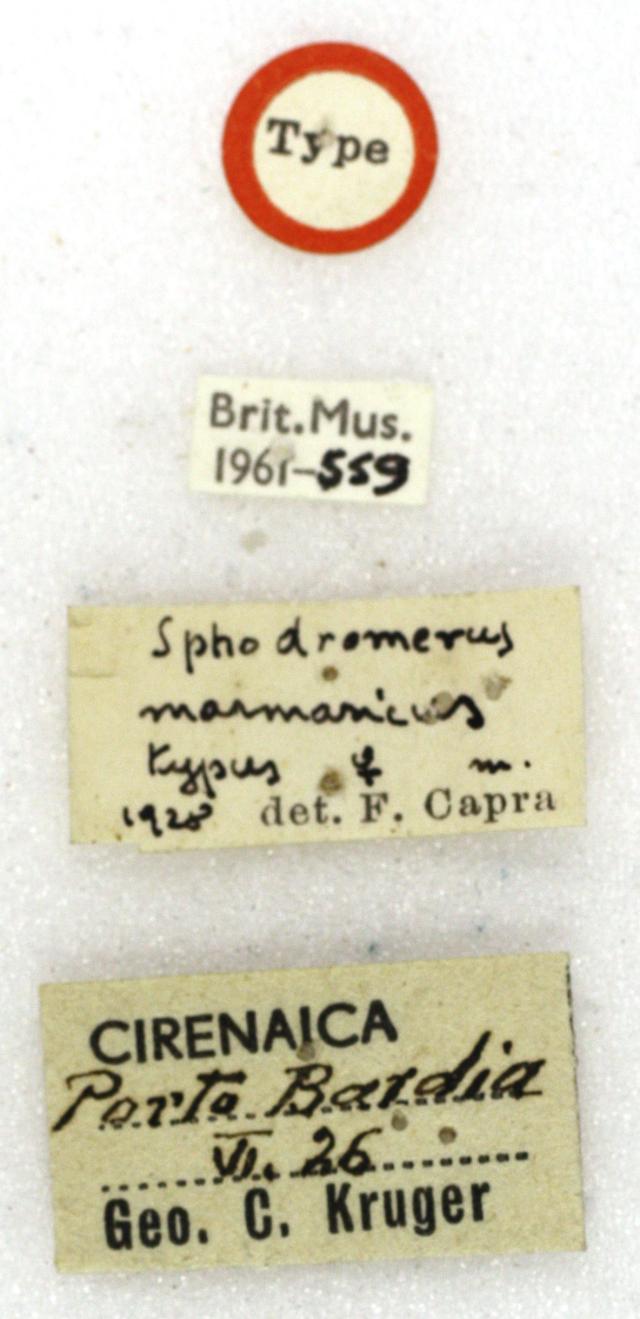 Type
Brit.Mus.
1961-559
Sphodromerus
marmaricus
typus ♀ m.
1928 det. F. Capra
CIRENAICA
Porto Bardia
VI. 26
Geo. C. Kruger